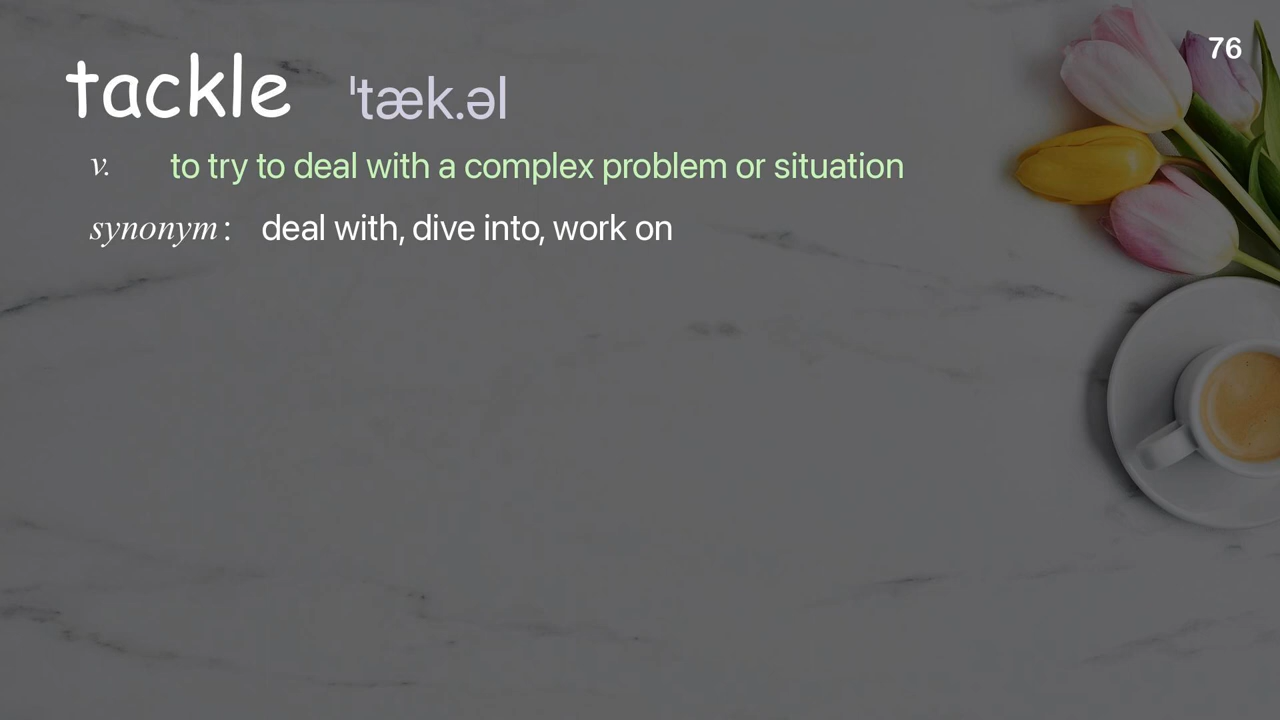 76
tackle ˈtæk.əl
v. to try to deal with a complex problem or situation
synonym : deal with, dive into, work on